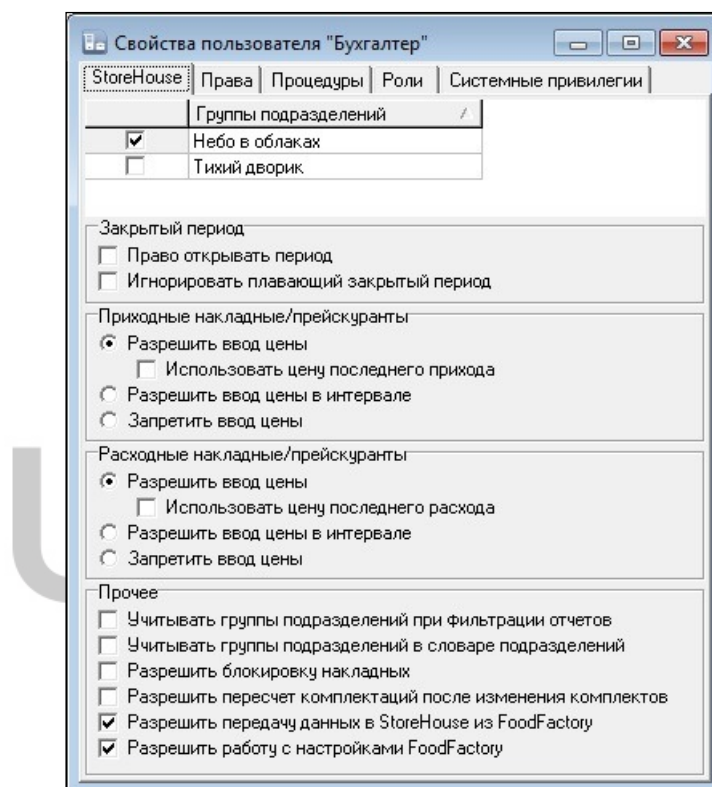 Свойства пользователя "Бухгалтер"
StoreHouse Права Процедуры Роли Системные привилегии
Группы подразделений
Небо в облаках
Тихий дворик
Закрытый период
Право открывать период
Игнорировать плавающий закрытый период
Приходные накладные/прейскуранты
Разрешить ввод цены
Использовать цену последнего прихода
Разрешить ввод цены в интервале
Запретить ввод цены
Расходные накладные/прейскуранты
Разрешить ввод цены
Использовать цену последнего расхода
Разрешить ввод цены в интервале
Запретить ввод цены
Прочее
Учитывать группы подразделений при фильтрации отчетов
Учитывать группы подразделений в словаре подразделений
Разрешить блокировку накладных
Разрешить пересчет комплектаций после изменения комплектов
Разрешить передачу данных в StoreHouse из FoodFactory
Разрешить работу с настройками FoodFactory